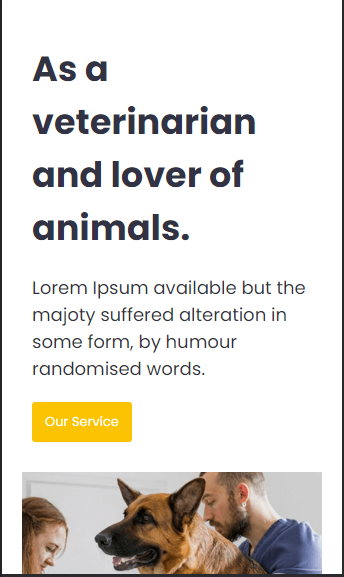 As a
veterinarian
and lover of
animals.
Lorem Ipsum available but the
majoty suffered alteration in
some form, by humour
randomised words.
Our Service